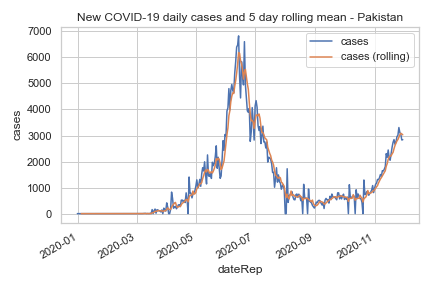 New COVID-19 daily cases and 5 day rolling mean - Pakistan
cases
cases (rolling)
7000
6000
5000
4000
3000
2000
1000
0
cases
2020-01
2020-03
2020-05
2020-07
2020-09
2020-11
dateRep